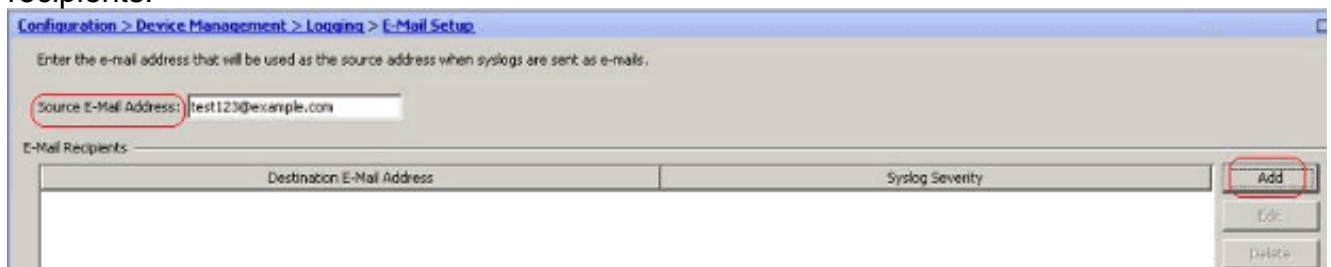 recipients.
Configuration > Device Management > Logging > E-Mail Setup
Enter the e-mail address that will be used as the source address when syslogs are sent as e-mails.
Source E-Mail Address: test123@example.com
E-Mail Recipients
Destination E-Mail Address Syslog Severity Add
Edit
Delete